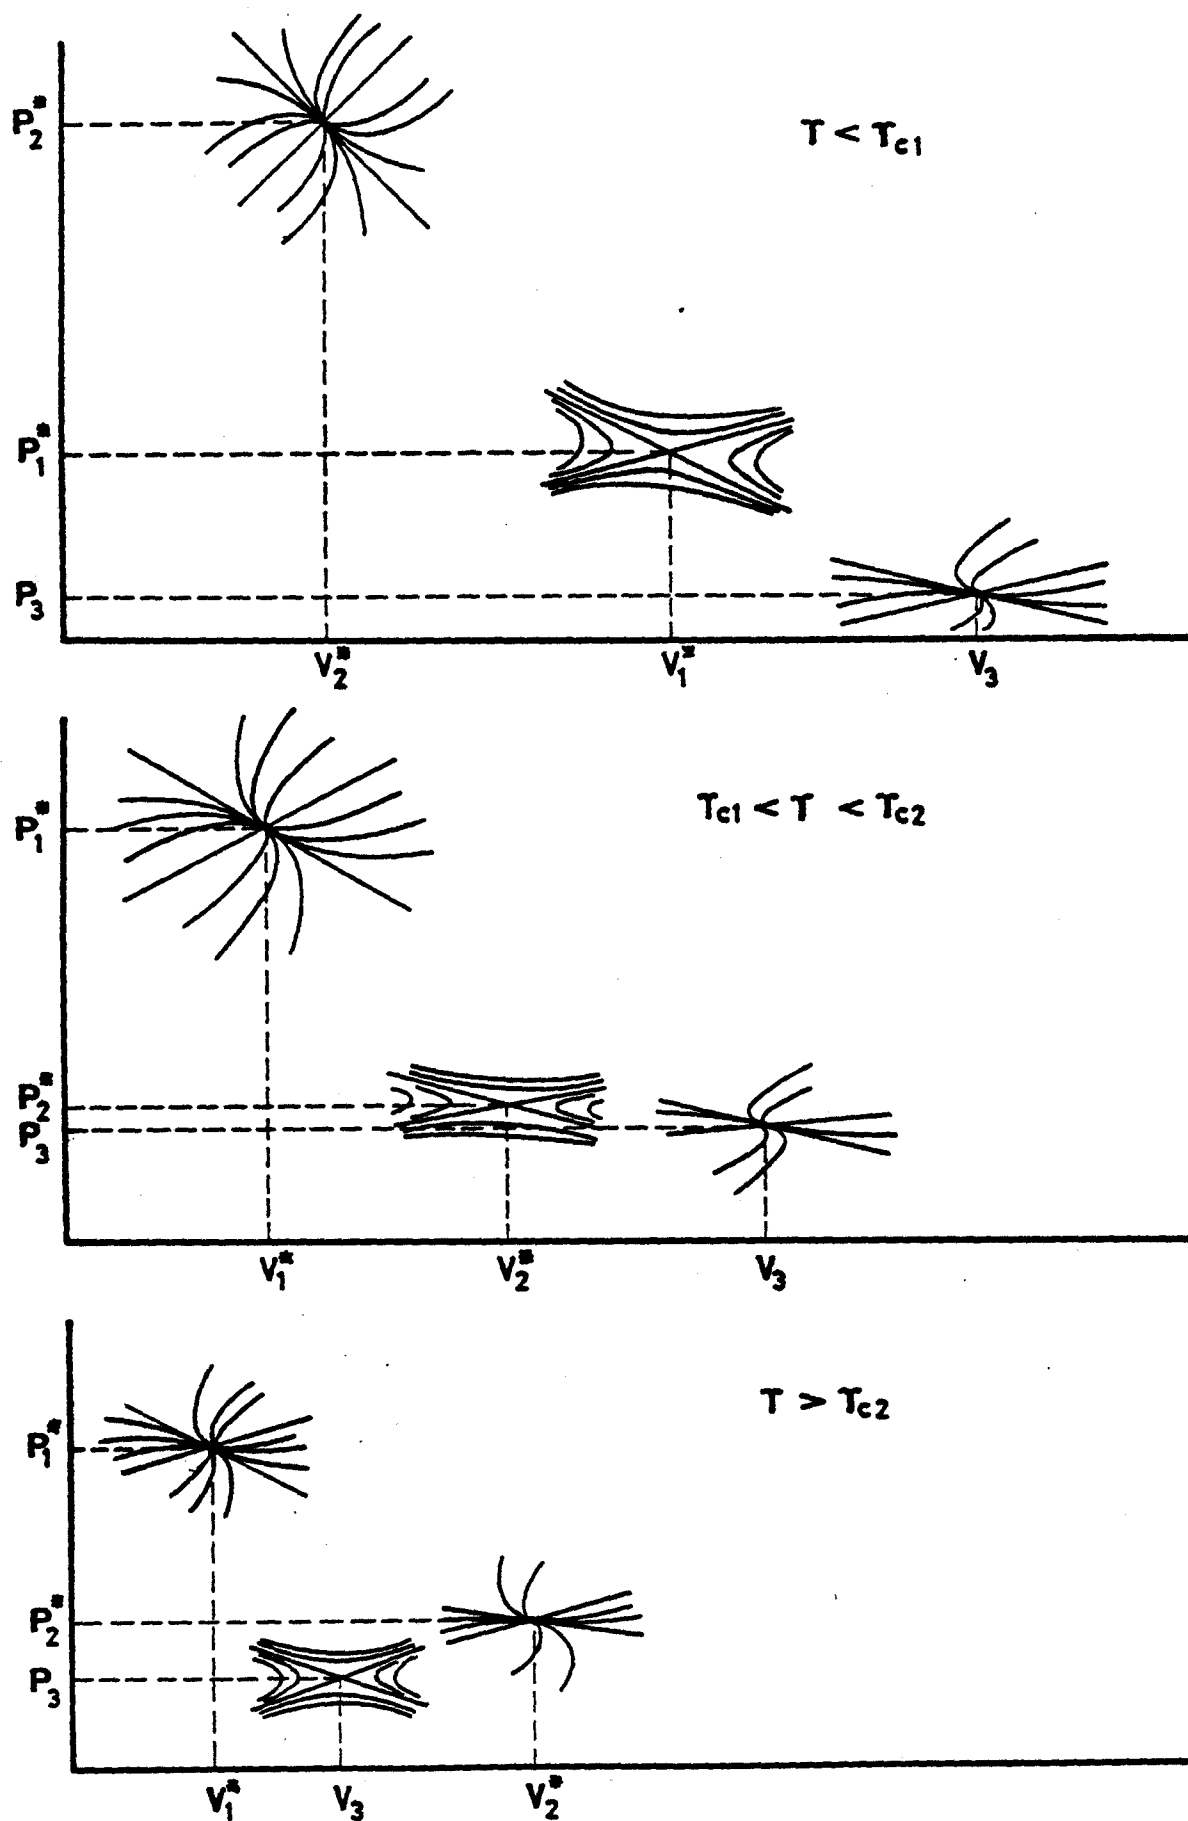 P₂*
T < Tc1
P₁*
P₃
V₂* V₁* V₃
P₁*
Tc1 < T < Tc2
P₂*
P₃
V₁* V₂* V₃
T > Tc2
P₁*
P₂*
P₃
V₁* V₃ V₂*